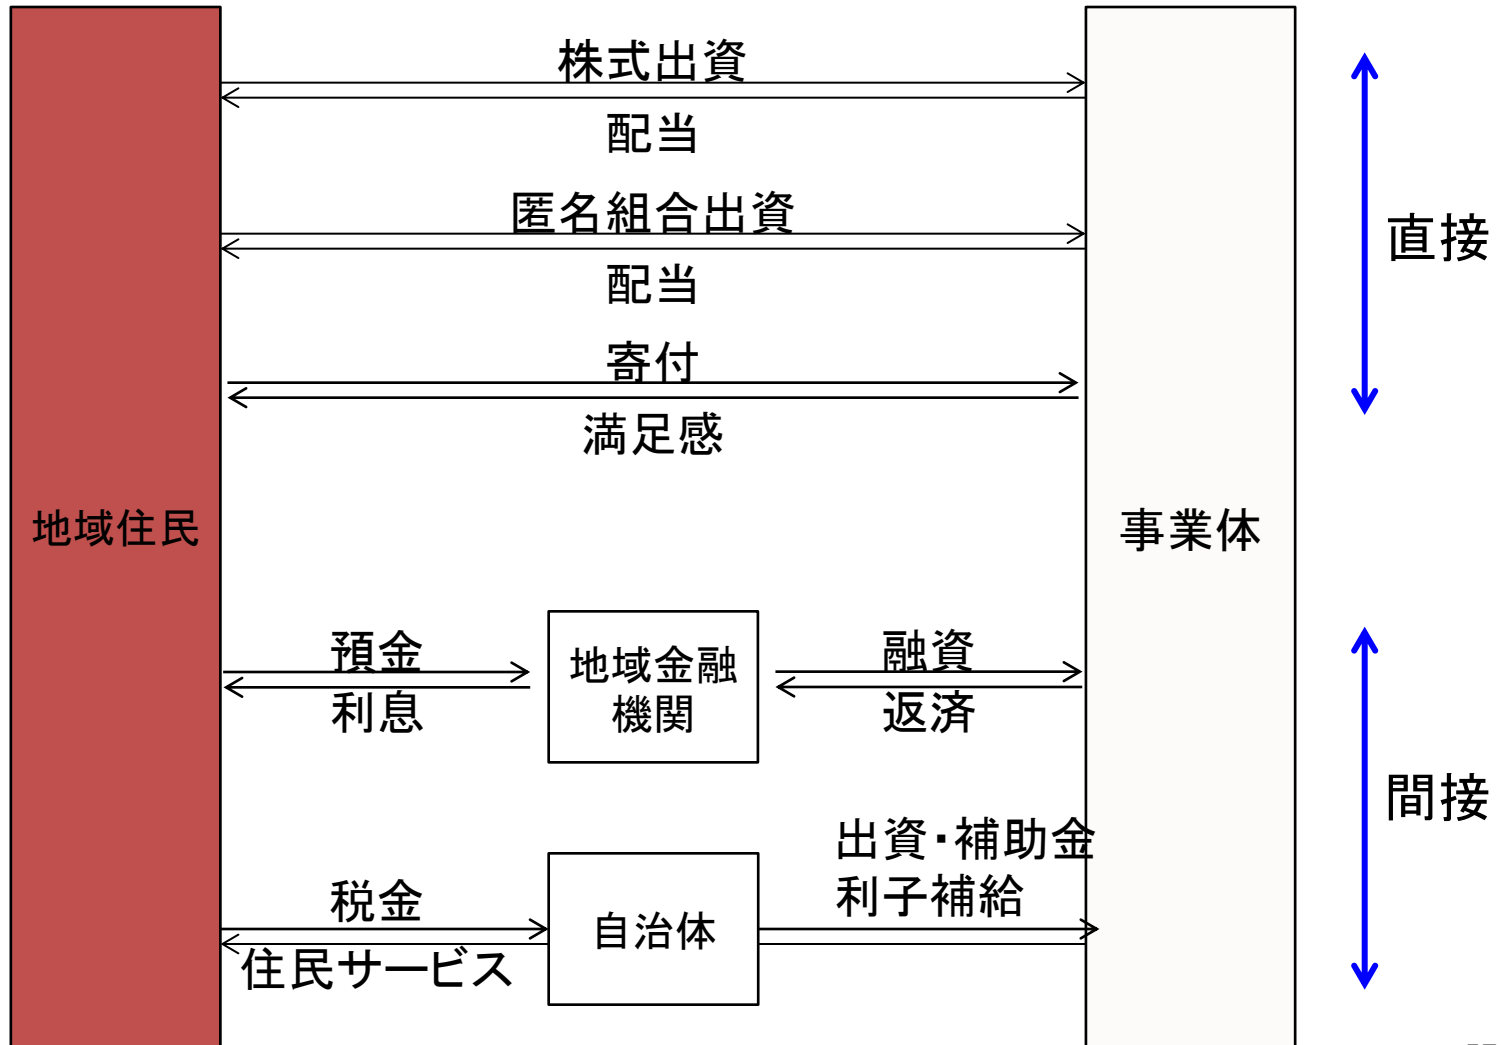 株式出資
配当
匿名組合出資
配当
直接
寄付
満足感
地域住民
事業体
預金
利息
地域金融
機関
融資
返済
間接
出資・補助金
利子補給
税金
住民サービス
自治体